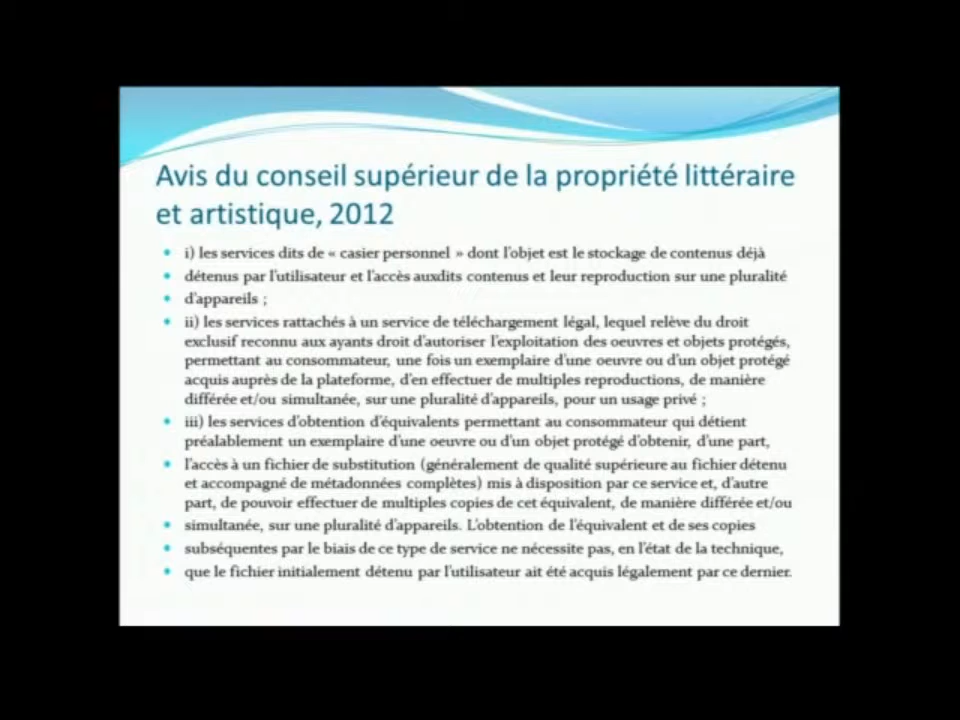 Avis du conseil supérieur de la propriété littéraire
et artistique, 2012
• i) les services dits de « casier personnel » dont l'objet est le stockage de contenus déjà
• détenus par l'utilisateur et l'accès auxdits contenus et leur reproduction sur une pluralité
• d'appareils ;
• ii) les services rattachés à un service de téléchargement légal, lequel relève du droit
exclusif reconnu aux ayants droit d'autoriser l'exploitation des oeuvres et objets protégés,
permettant au consommateur, une fois un exemplaire d'une oeuvre ou d'un objet protégé
acquis auprès de la plateforme, d'en effectuer de multiples reproductions, de manière
différée et/ou simultanée, sur une pluralité d'appareils, pour un usage privé ;
• iii) les services d'obtention d'équivalents permettant au consommateur qui détient
préalablement un exemplaire d'une oeuvre ou d'un objet protégé d'obtenir, d'une part,
• l'accès à un fichier de substitution (généralement de qualité supérieure au fichier détenu
et accompagné de métadonnées complètes) mis à disposition par ce service et, d'autre
part, de pouvoir effectuer de multiples copies de cet équivalent, de manière différée et/ou
• simultanée, sur une pluralité d'appareils. L'obtention de l'équivalent et de ses copies
• subséquentes par le biais de ce type de service ne nécessite pas, en l'état de la technique,
• que le fichier initialement détenu par l'utilisateur ait été acquis légalement par ce dernier.